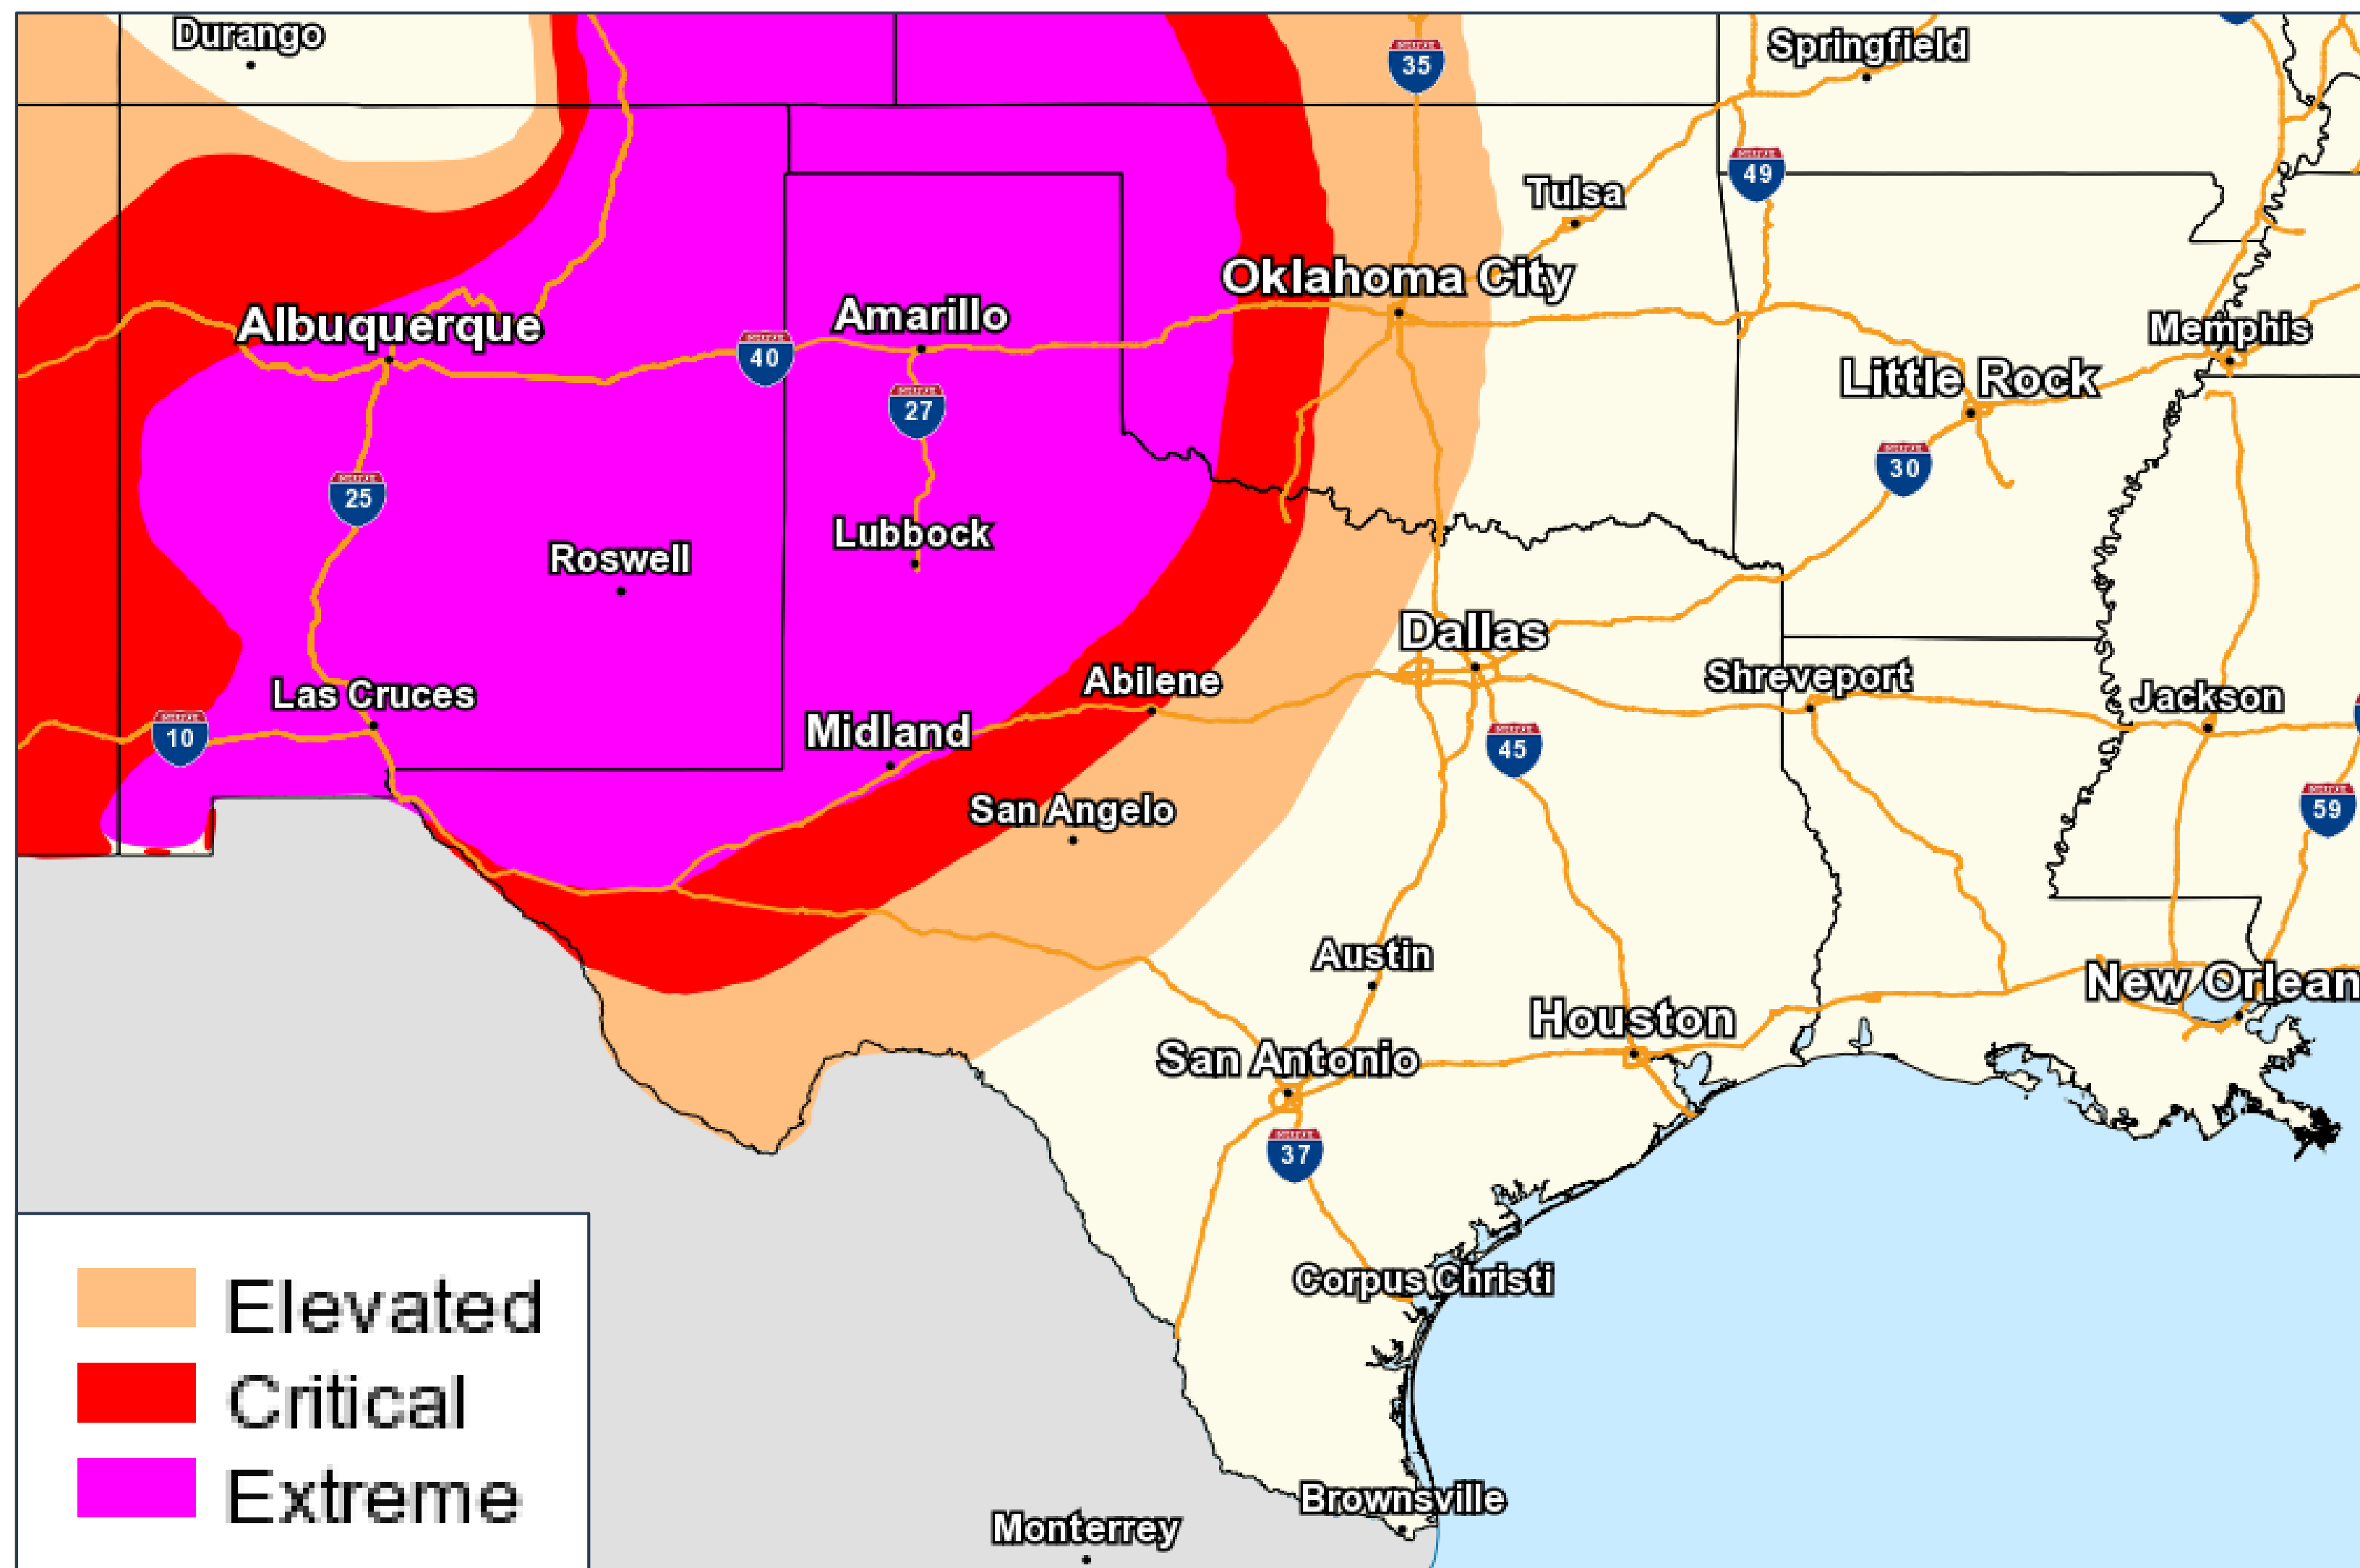 Durango
Springfield
35
49
Tulsa
Oklahoma City
Albuquerque
Amarillo
Memphis
40
Little Rock
27
30
25
Lubbock
Roswell
Dallas
Abilene
Shreveport
Las Cruces
Jackson
Midland
10
45
San Angelo
59
Austin
New Orlean
Houston
San Antonio
37
Corpus Christi
Elevated
Critical
Extreme
Brownsville
Monterrey